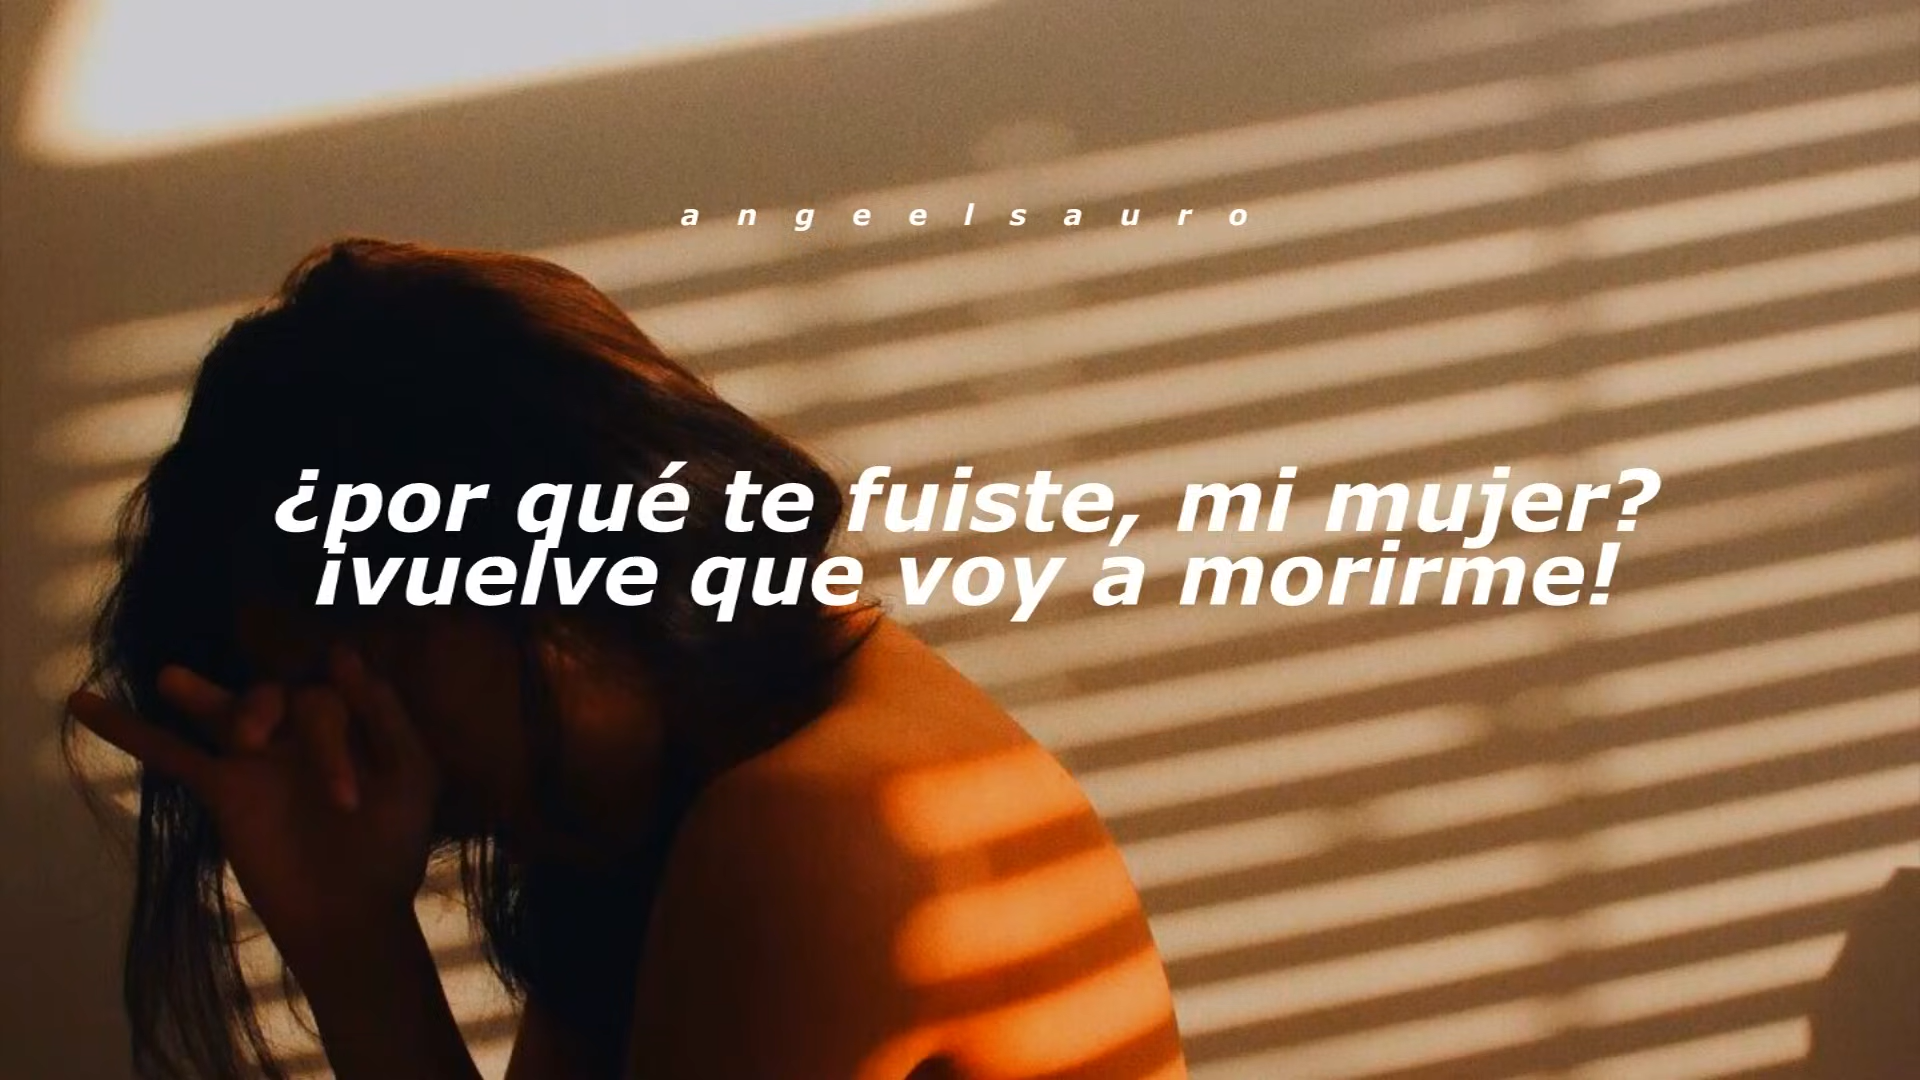 a n g e e l s a u r o
¿por qué te fuiste, mi mujer?
¡vuelve que voy a morirme!